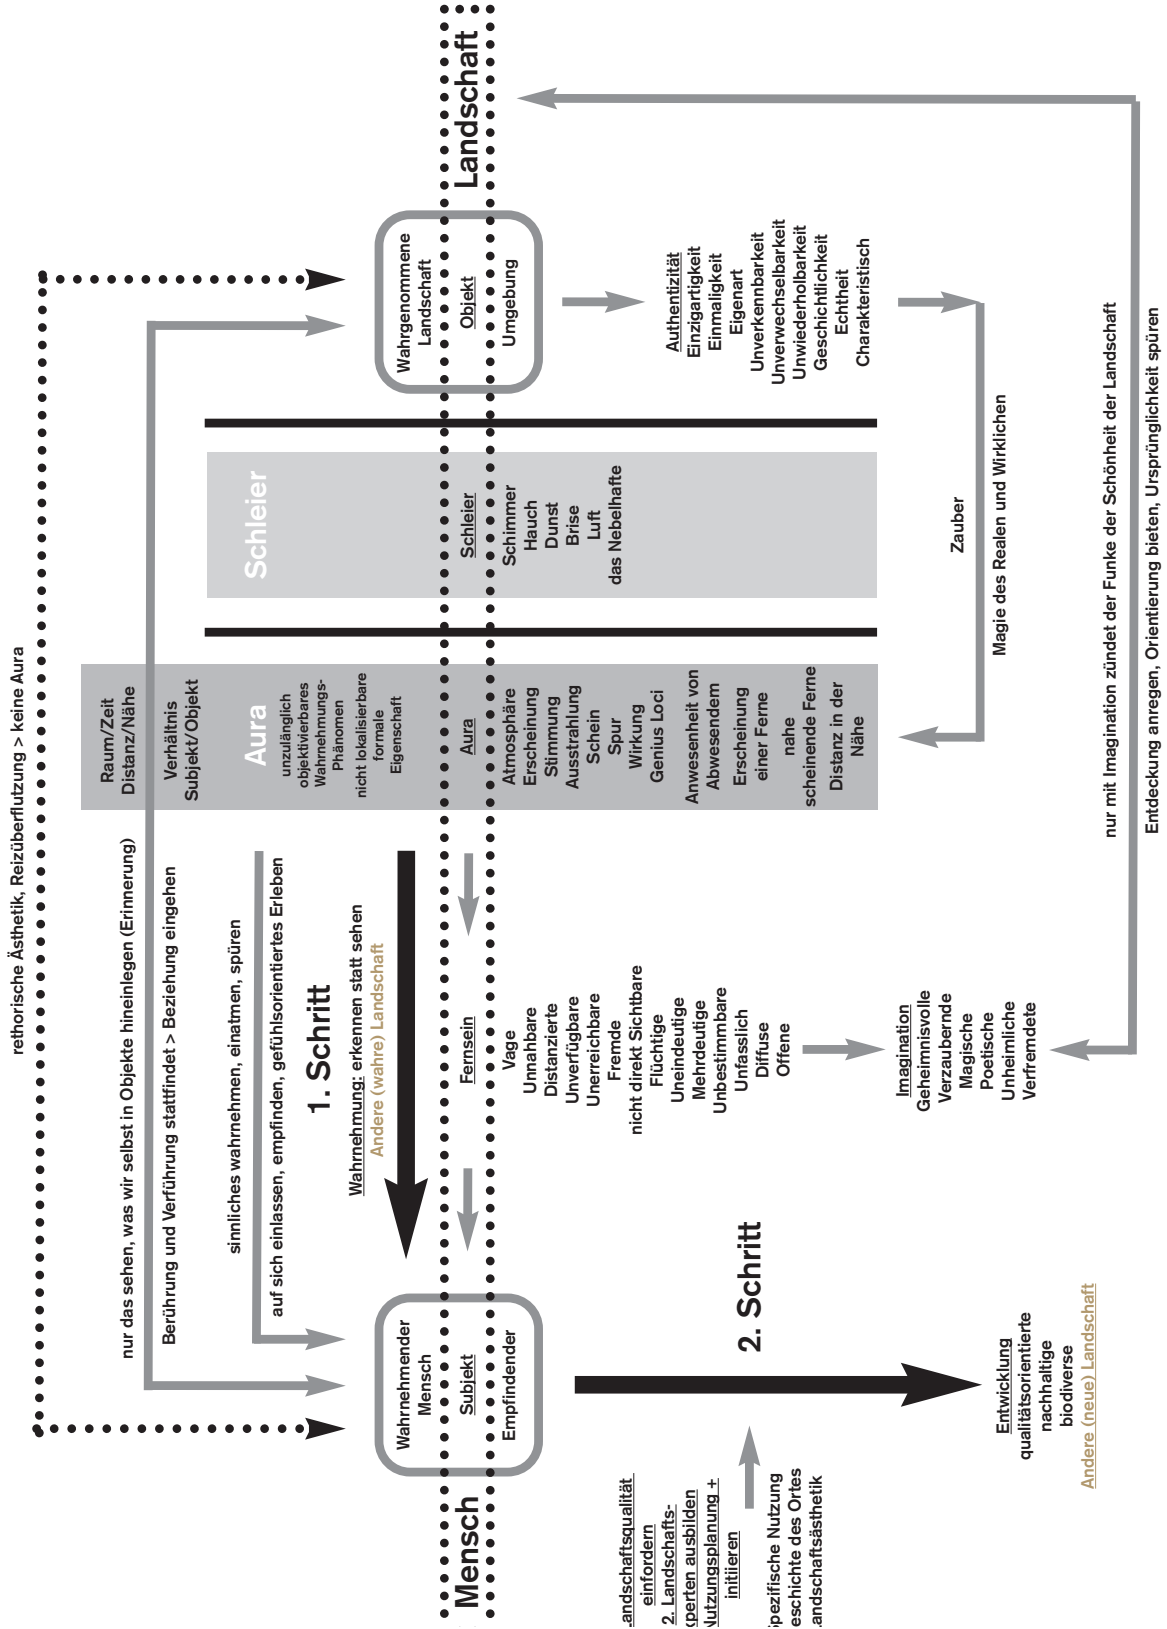 rethorische Ästhetik, Reizüberflutzung > keine Aura
nur das sehen, was wir selbst in Objekte hineinlegen (Erinnerung)
Berührung und Verführung stattfindet > Beziehung eingehen
sinnliches wahrnehmen, einatmen, spüren
auf sich einlassen, empfinden, gefühlsorientiertes Erleben
1. Schritt
Wahrnehmung: erkennen statt sehen
Andere (wahre) Landschaft
Mensch
Wahrnehmender
Mensch
Subjekt
Empfindender
Fernsein
Vage
Unnahbare
Distanzierte
Unverfügbare
Unerreichbare
Fremde
nicht direkt Sichtbare
Flüchtige
Uneindeutige
Mehrdeutige
Unbestimmbare
Unfasslich
Diffuse
Offene
Raum/Zeit
Distanz/Nähe
Verhältnis
Subjekt/Objekt
Aura
unzulänglich
objektivierbares
Wahrnehmungs-
Phänomen
nicht lokalisierbare
formale
Eigenschaft
Aura
Atmosphäre
Erscheinung
Stimmung
Ausstrahlung
Schein
Spur
Wirkung
Genius Loci
Anwesenheit von
Abwesendem
Erscheinung
einer Ferne
nahe
scheinende Ferne
Distanz in der
Nähe
Schleier
Schleier
Schimmer
Hauch
Dunst
Brise
Luft
das Nebelhafte
Wahrgenommene
Landschaft
Objekt
Umgebung
Landschaft
Authentizität
Einzigartigkeit
Einmaligkeit
Eigenart
Unverkennbarkeit
Unverwechselbarkeit
Unwiederholbarkeit
Geschichtlichkeit
Echtheit
Charakteristisch
Zauber
Magie des Realen und Wirklichen
Imagination
Geheimnisvolle
Verzaubernde
Magische
Poetische
Unheimliche
Verfremdete
nur mit Imagination zündet der Funke der Schönheit der Landschaft
Entdeckung anregen, Orientierung bieten, Ursprünglichkeit spüren
2. Schritt
Landschaftsqualität
einfordern
2. Landschafts-
xperten ausbilden
Nutzungsplanung +
initiieren
Spezifische Nutzung
eschichte des Ortes
andschaftsästhetik
Entwicklung
qualitätsorientierte
nachhaltige
biodiverse
Andere (neue) Landschaft